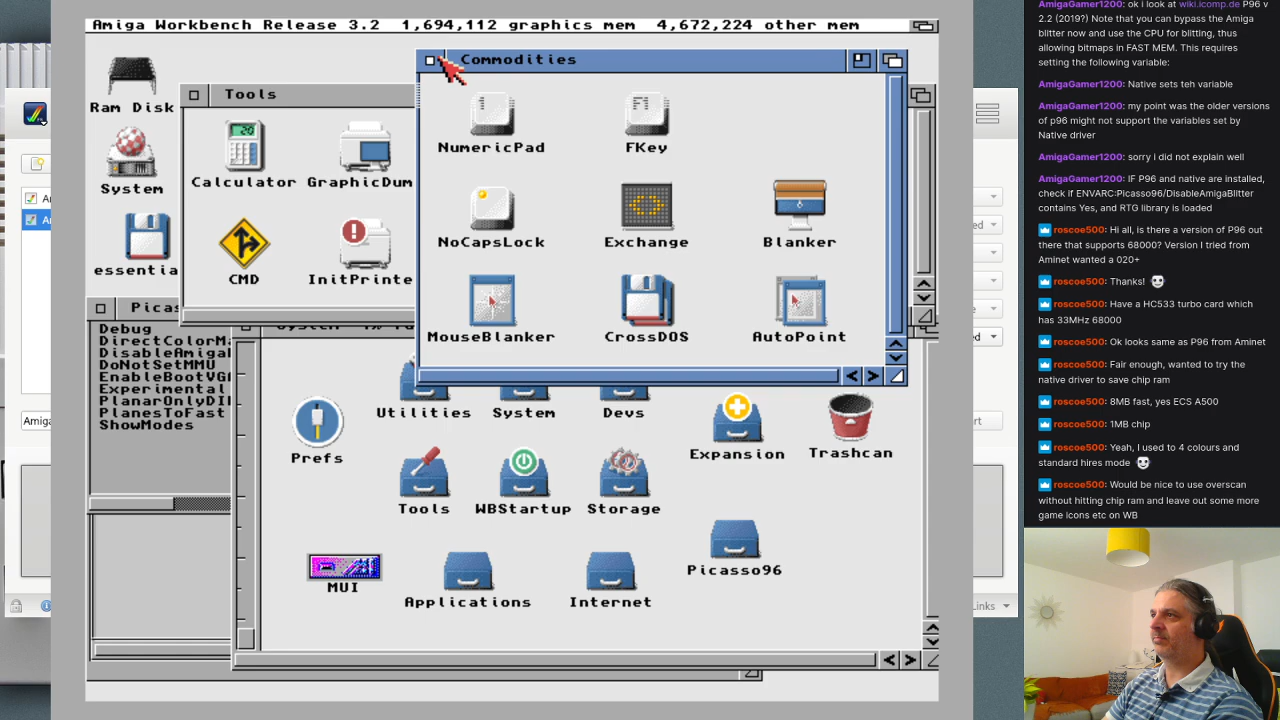 Amiga Workbench Release 3.2 1,694,112 graphics mem 4,672,224 other mem
Ram Disk
System
essentia
Tools
Calculator
GraphicDum
CMD
InitPrinte
Commodities
NumericPad
FKey
NoCapsLock
Exchange
Blanker
MouseBlanker
CrossDOS
AutoPoint
Picas
Debug
DirectColorM
DisableAmiga
DoNotSetMMU
EnableBootVG
Experimental
PlanarOnlyDI
PlanesToFast
ShowModes
Utilities
System
Devs
Prefs
Expansion
Trashcan
Tools
WBStartup
Storage
MUI
Applications
Internet
Picasso96
Amiga
Links
AmigaGamer1200: ok i look at wiki.icomp.de P96 v
2.2 (2019?) Note that you can bypass the Amiga
blitter now and use the CPU for blitting, thus
allowing bitmaps in FAST MEM. This requires
setting the following variable:
AmigaGamer1200: Native sets teh variable
AmigaGamer1200: my point was the older versions
of p96 might not support the variables set by
Native driver
AmigaGamer1200: sorry i did not explain well
AmigaGamer1200: IF P96 and native are installed,
check if ENVARC:Picasso96/DisableAmigaBlitter
contains Yes, and RTG library is loaded
roscoe500: Hi all, is there a version of P96 out
there that supports 68000? Version I tried from
Aminet wanted a 020+
roscoe500: Thanks!
roscoe500: Have a HC533 turbo card which
has 33MHz 68000
roscoe500: Ok looks same as P96 from Aminet
roscoe500: Fair enough, wanted to try the
native driver to save chip ram
roscoe500: 8MB fast, yes ECS A500
roscoe500: 1MB chip
roscoe500: Yeah, I used to 4 colours and
standard hires mode
roscoe500: Would be nice to use overscan
without hitting chip ram and leave out some more
game icons etc on WB